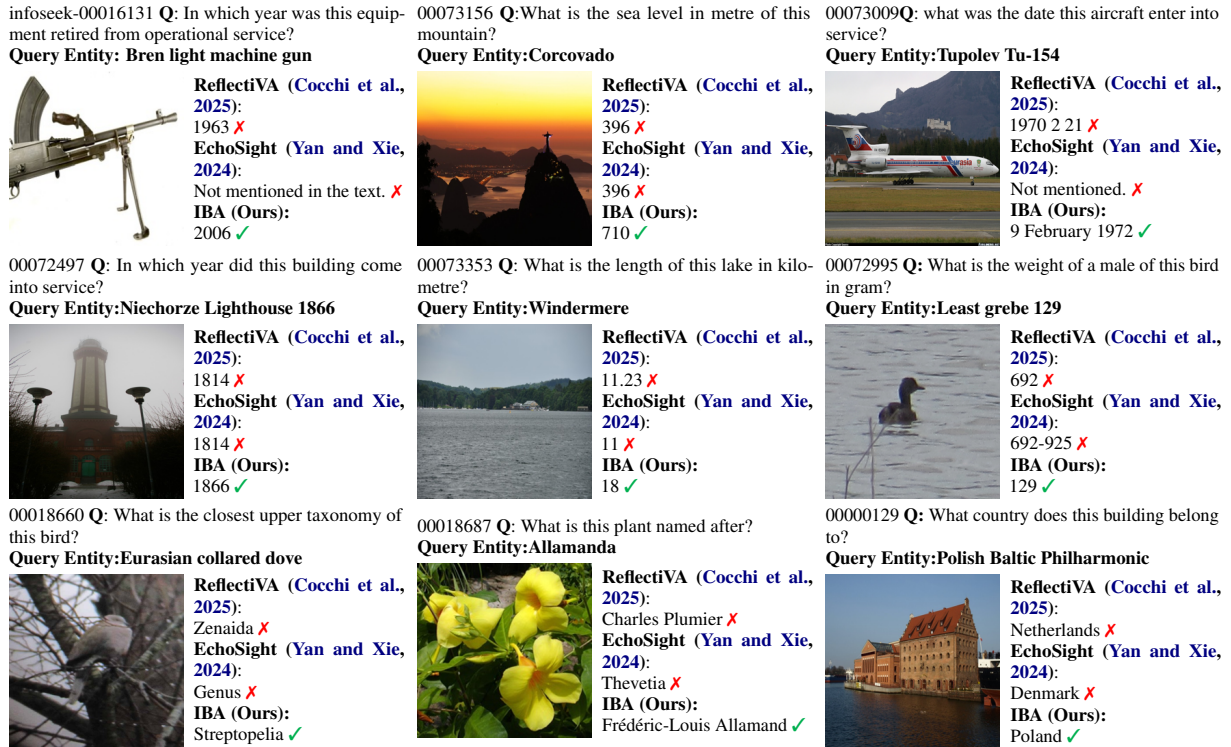 infoseek-00016131 Q: In which year was this equip-
ment retired from operational service?
Query Entity: Bren light machine gun
ReflectiVA (Cocchi et al.,
2025):
1963 ✗
EchoSight (Yan and Xie,
2024):
Not mentioned in the text. ✗
IBA (Ours):
2006 ✓
00073156 Q:What is the sea level in metre of this
mountain?
Query Entity:Corcovado
ReflectiVA (Cocchi et al.,
2025):
396 ✗
EchoSight (Yan and Xie,
2024):
396 ✗
IBA (Ours):
710 ✓
00073009Q: what was the date this aircraft enter into
service?
Query Entity:Tupolev Tu-154
eurasia
ReflectiVA (Cocchi et al.,
2025):
1970 2 21 ✗
EchoSight (Yan and Xie,
2024):
Not mentioned. ✗
IBA (Ours):
9 February 1972 ✓
00072497 Q: In which year did this building come
into service?
Query Entity:Niechorze Lighthouse 1866
ReflectiVA (Cocchi et al.,
2025):
1814 ✗
EchoSight (Yan and Xie,
2024):
1814 ✗
IBA (Ours):
1866 ✓
00073353 Q: What is the length of this lake in kilo-
metre?
Query Entity:Windermere
ReflectiVA (Cocchi et al.,
2025):
11.23 ✗
EchoSight (Yan and Xie,
2024):
11 ✗
IBA (Ours):
18 ✓
00072995 Q: What is the weight of a male of this bird
in gram?
Query Entity:Least grebe 129
ReflectiVA (Cocchi et al.,
2025):
692 ✗
EchoSight (Yan and Xie,
2024):
692-925 ✗
IBA (Ours):
129 ✓
00018660 Q: What is the closest upper taxonomy of
this bird?
Query Entity:Eurasian collared dove
ReflectiVA (Cocchi et al.,
2025):
Zenaida ✗
EchoSight (Yan and Xie,
2024):
Genus ✗
IBA (Ours):
Streptopelia ✓
00018687 Q: What is this plant named after?
Query Entity:Allamanda
ReflectiVA (Cocchi et al.,
2025):
Charles Plumier ✗
EchoSight (Yan and Xie,
2024):
Thevetia ✗
IBA (Ours):
Frédéric-Louis Allamand ✓
00000129 Q: What country does this building belong
to?
Query Entity:Polish Baltic Philharmonic
ReflectiVA (Cocchi et al.,
2025):
Netherlands ✗
EchoSight (Yan and Xie,
2024):
Denmark ✗
IBA (Ours):
Poland ✓